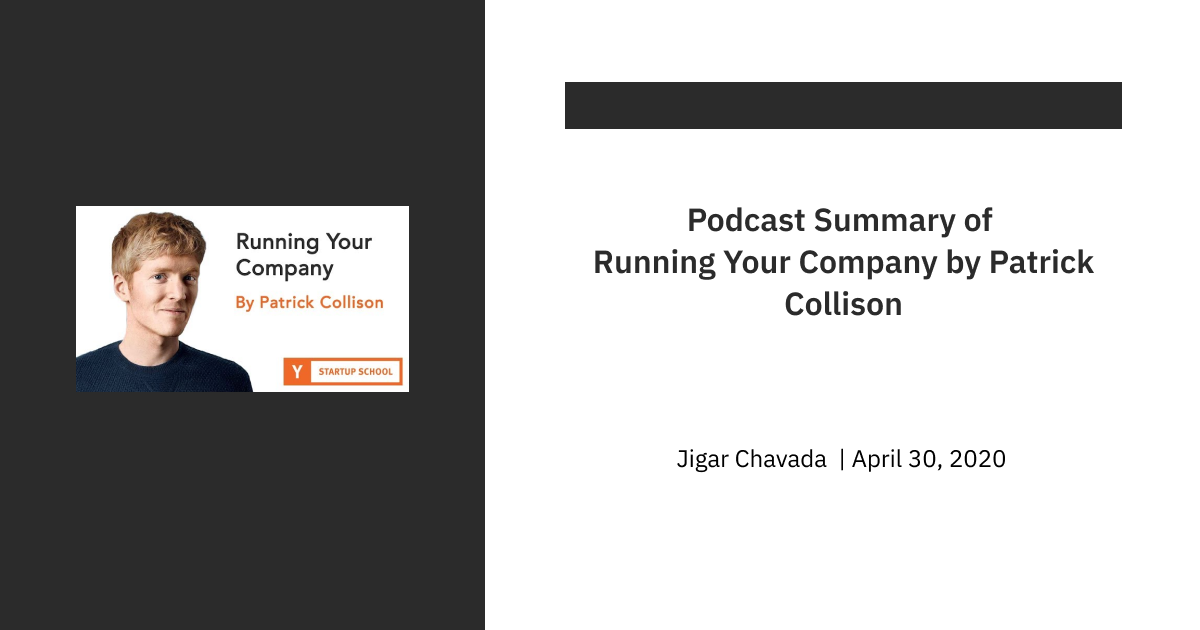 Running Your
Company
By Patrick Collison
Y STARTUP SCHOOL
Podcast Summary of
Running Your Company by Patrick
Collison
Jigar Chavada | April 30, 2020